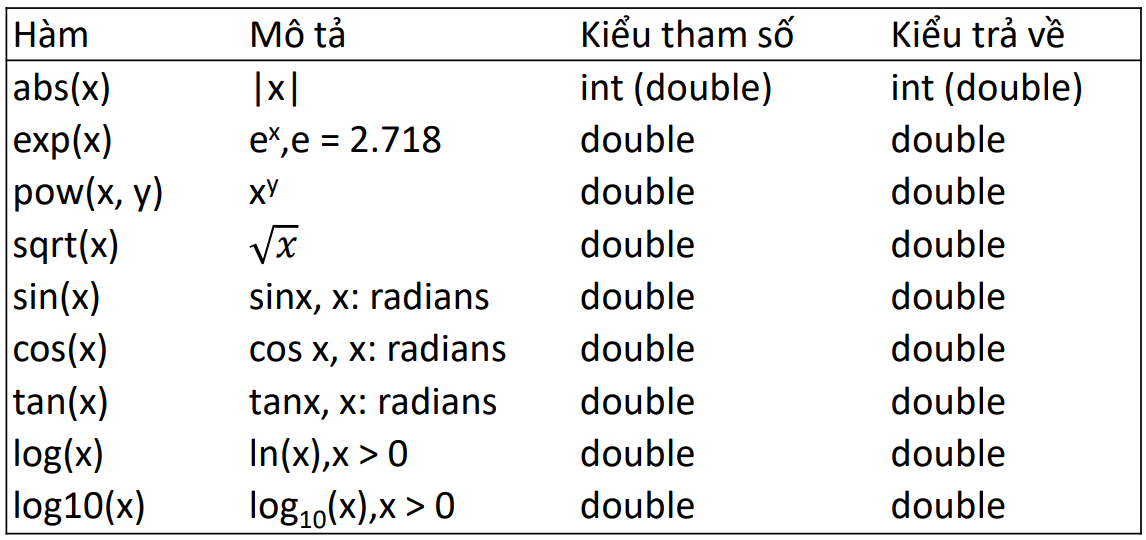 Hàm Mô tả Kiểu tham số Kiểu trả về
abs(x) |x| int (double) int (double)
exp(x) eˣ,e = 2.718 double double
pow(x, y) xʸ double double
sqrt(x) √x double double
sin(x) sinx, x: radians double double
cos(x) cos x, x: radians double double
tan(x) tanx, x: radians double double
log(x) ln(x),x > 0 double double
log10(x) log₁₀(x),x > 0 double double